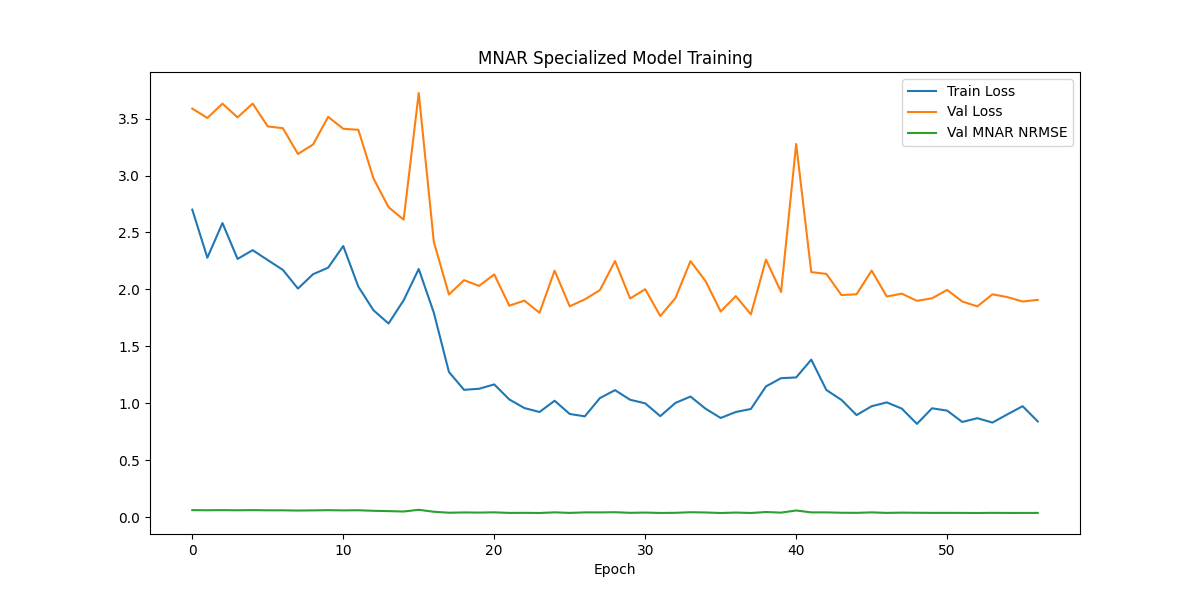 MNAR Specialized Model Training
Train Loss
Val Loss
Val MNAR NRMSE
3.5
3.0
2.5
2.0
1.5
1.0
0.5
0.0
0 10 20 30 40 50
Epoch